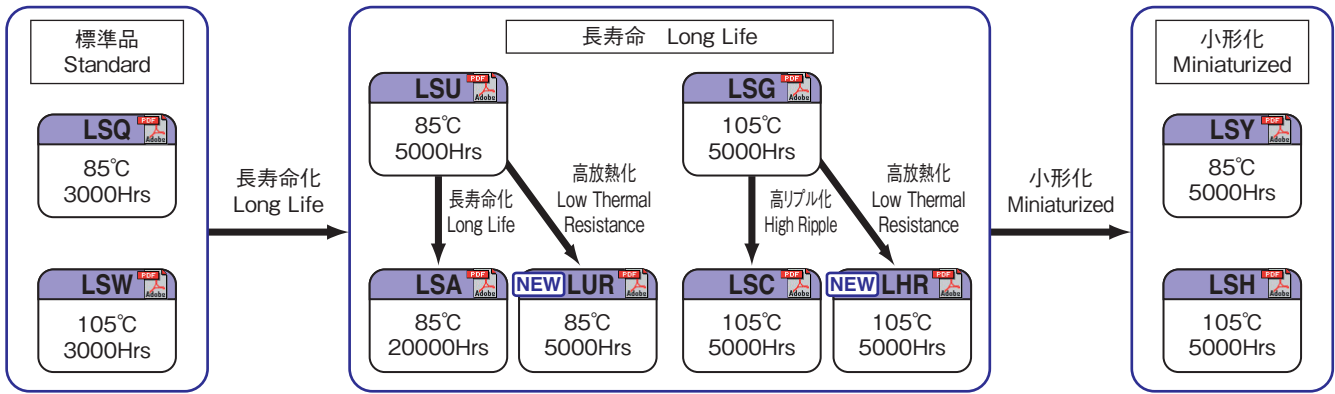 標準品
Standard
LSQ
PDF
Adobe
85℃
3000Hrs
LSW
PDF
Adobe
105℃
3000Hrs
長寿命化
Long Life
長寿命 Long Life
LSU
PDF
Adobe
85℃
5000Hrs
長寿命化
Long Life
高放熱化
Low Thermal
Resistance
LSA
PDF
Adobe
85℃
20000Hrs
NEW
LUR
PDF
Adobe
85℃
5000Hrs
LSG
PDF
Adobe
105℃
5000Hrs
高リプル化
High Ripple
高放熱化
Low Thermal
Resistance
LSC
PDF
Adobe
105℃
5000Hrs
NEW
LHR
PDF
Adobe
105℃
5000Hrs
小形化
Miniaturized
小形化
Miniaturized
LSY
PDF
Adobe
85℃
5000Hrs
LSH
PDF
Adobe
105℃
5000Hrs